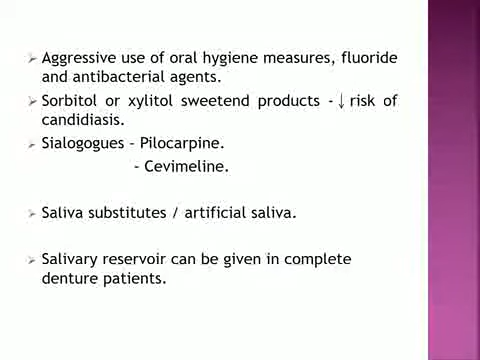 Aggressive use of oral hygiene measures, fluoride
and antibacterial agents.
Sorbitol or xylitol sweetend products -↓ risk of
candidiasis.
Sialogogues – Pilocarpine.
– Cevimeline.
Saliva substitutes / artificial saliva.
Salivary reservoir can be given in complete
denture patients.